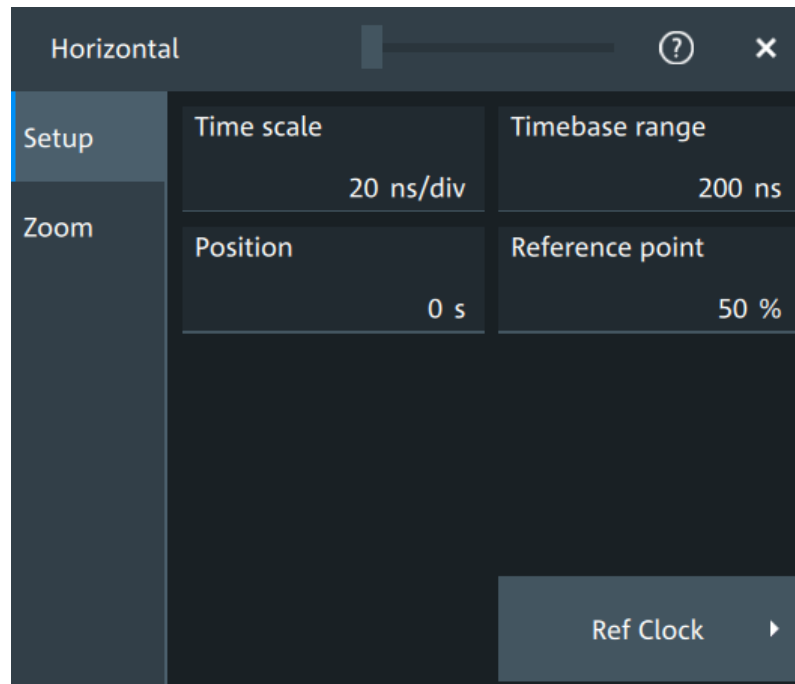 Horizontal
?
×
Setup
Time scale
20 ns/div
Timebase range
200 ns
Zoom
Position
0 s
Reference point
50 %
Ref Clock